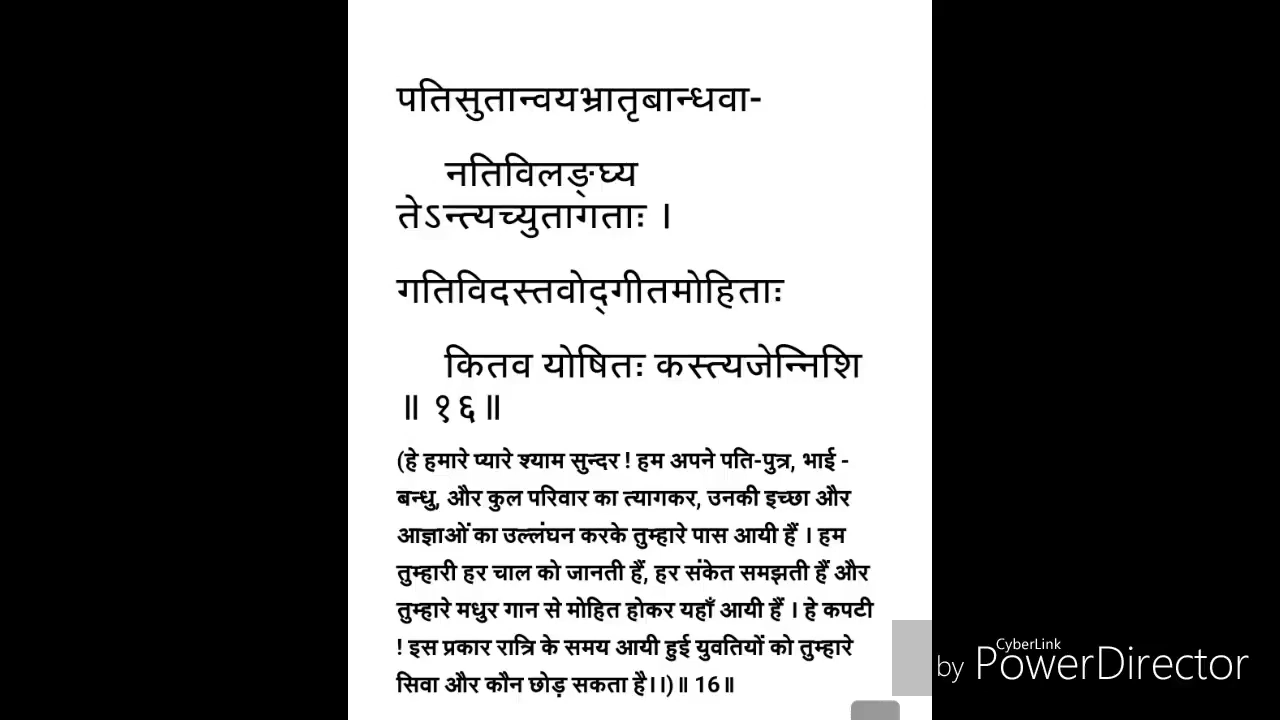 पतिसुतान्वयभ्रातृबान्धवा-
नतिविलङ्घ्य
तेऽन्त्यच्युतागताः ।
गतिविदस्तवोद्गीतमोहिताः
कितव योषितः कस्त्यजेन्निशि
॥ १६॥
(हे हमारे प्यारे श्याम सुन्दर ! हम अपने पति-पुत्र, भाई -
बन्धु, और कुल परिवार का त्यागकर, उनकी इच्छा और
आज्ञाओं का उल्लंघन करके तुम्हारे पास आयी हैं । हम
तुम्हारी हर चाल को जानती हैं, हर संकेत समझती हैं और
तुम्हारे मधुर गान से मोहित होकर यहाँ आयी हैं । हे कपटी
! इस प्रकार रात्रि के समय आयी हुई युवतियों को तुम्हारे
सिवा और कौन छोड़ सकता है।।)॥ 16॥
CyberLink
by PowerDirector